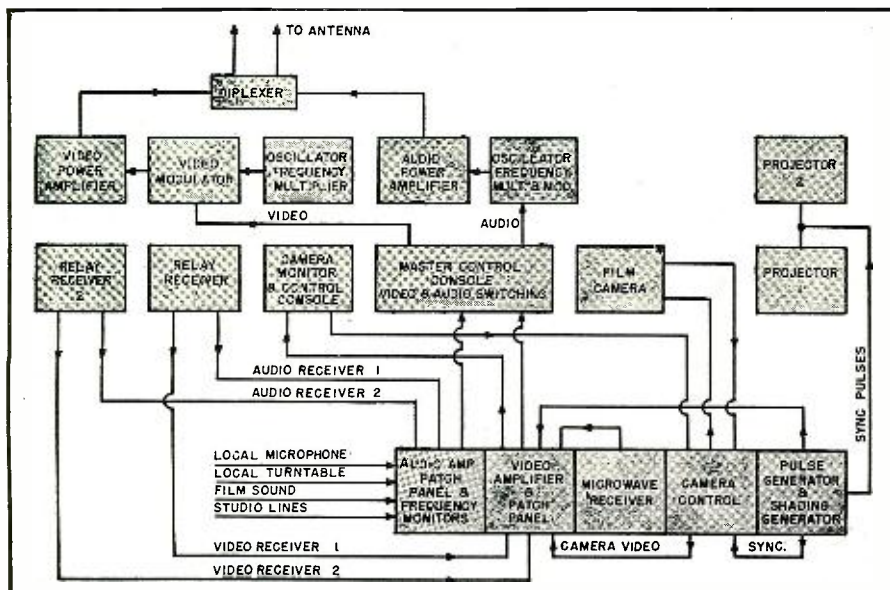 TO ANTENNA
DIPLEXER
VIDEO
POWER
AMPLIFIER
VIDEO
MODULATOR
OSCILLATOR
FREQUENCY
MULTIPLIER
AUDIO
POWER
AMPLIFIER
OSCILLATOR
FREQUENCY
MULT. & MOD.
PROJECTOR
2
VIDEO
AUDIO
RELAY
RECEIVER
2
RELAY
RECEIVER
CAMERA
MONITOR
& CONTROL
CONSOLE
MASTER CONTROL
CONSOLE
VIDEO & AUDIO SWITCHING
FILM
CAMERA
PROJECTOR
SYNC PULSES
AUDIO RECEIVER 1
AUDIO RECEIVER 2
LOCAL MICROPHONE
LOCAL TURNTABLE
FILM SOUND
STUDIO LINES
AUDIO AMP
PATCH
PANEL &
FREQUENCY
MONITORS
VIDEO
AMPLIFIER
&
PATCH
PANEL
MICROWAVE
RECEIVER
CAMERA
CONTROL
PULSE
GENERATOR
&
SHADING
GENERATOR
VIDEO RECEIVER 1
CAMERA VIDEO
SYNC.
VIDEO RECEIVER 2